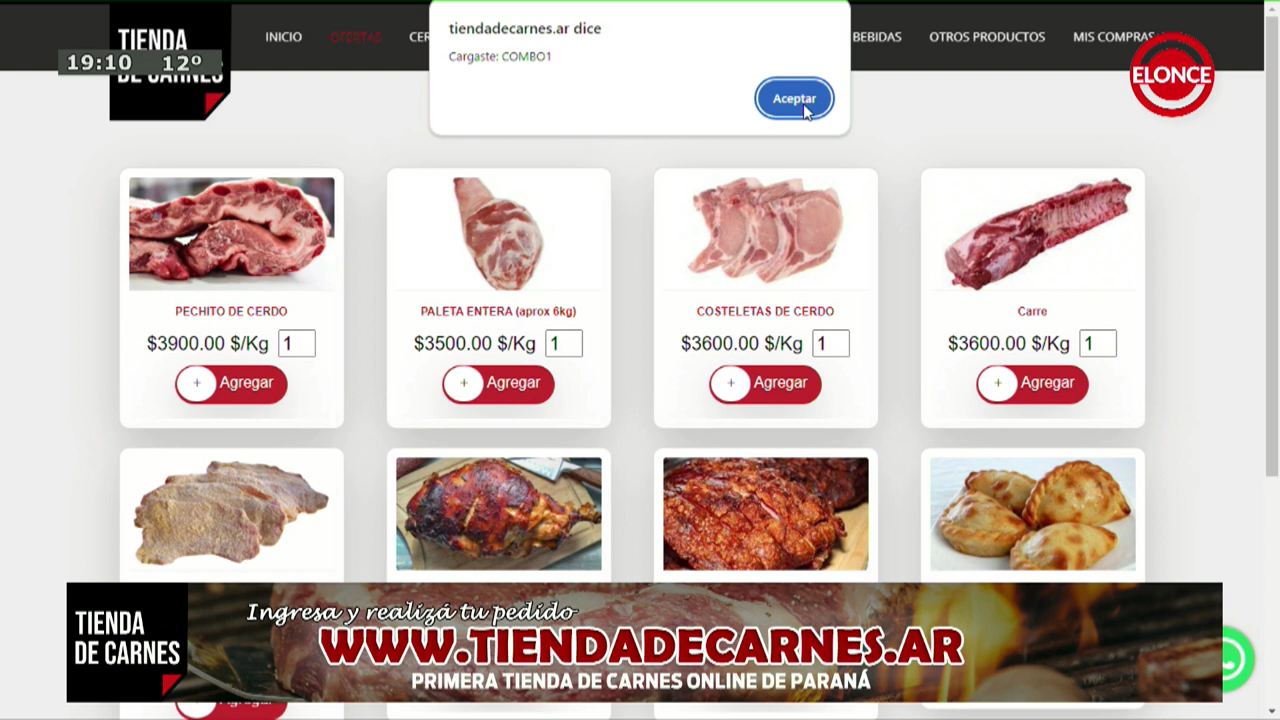 tiendadecarnes.ar dice
Cargaste: COMBO1
Aceptar
TIENDA
DE CARNES
19:10 12º
INICIO
OFERTAS
BEBIDAS
OTROS PRODUCTOS
MIS COMPRAS
ELONCE
PECHITO DE CERDO
$3900.00 $/Kg 1
+ Agregar
PALETA ENTERA (aprox 6kg)
$3500.00 $/Kg 1
+ Agregar
COSTELETAS DE CERDO
$3600.00 $/Kg 1
+ Agregar
Carre
$3600.00 $/Kg 1
+ Agregar
TIENDA
DE CARNES
Ingresa y realizá tu pedido
WWW.TIENDADECARNES.AR
PRIMERA TIENDA DE CARNES ONLINE DE PARANÁ